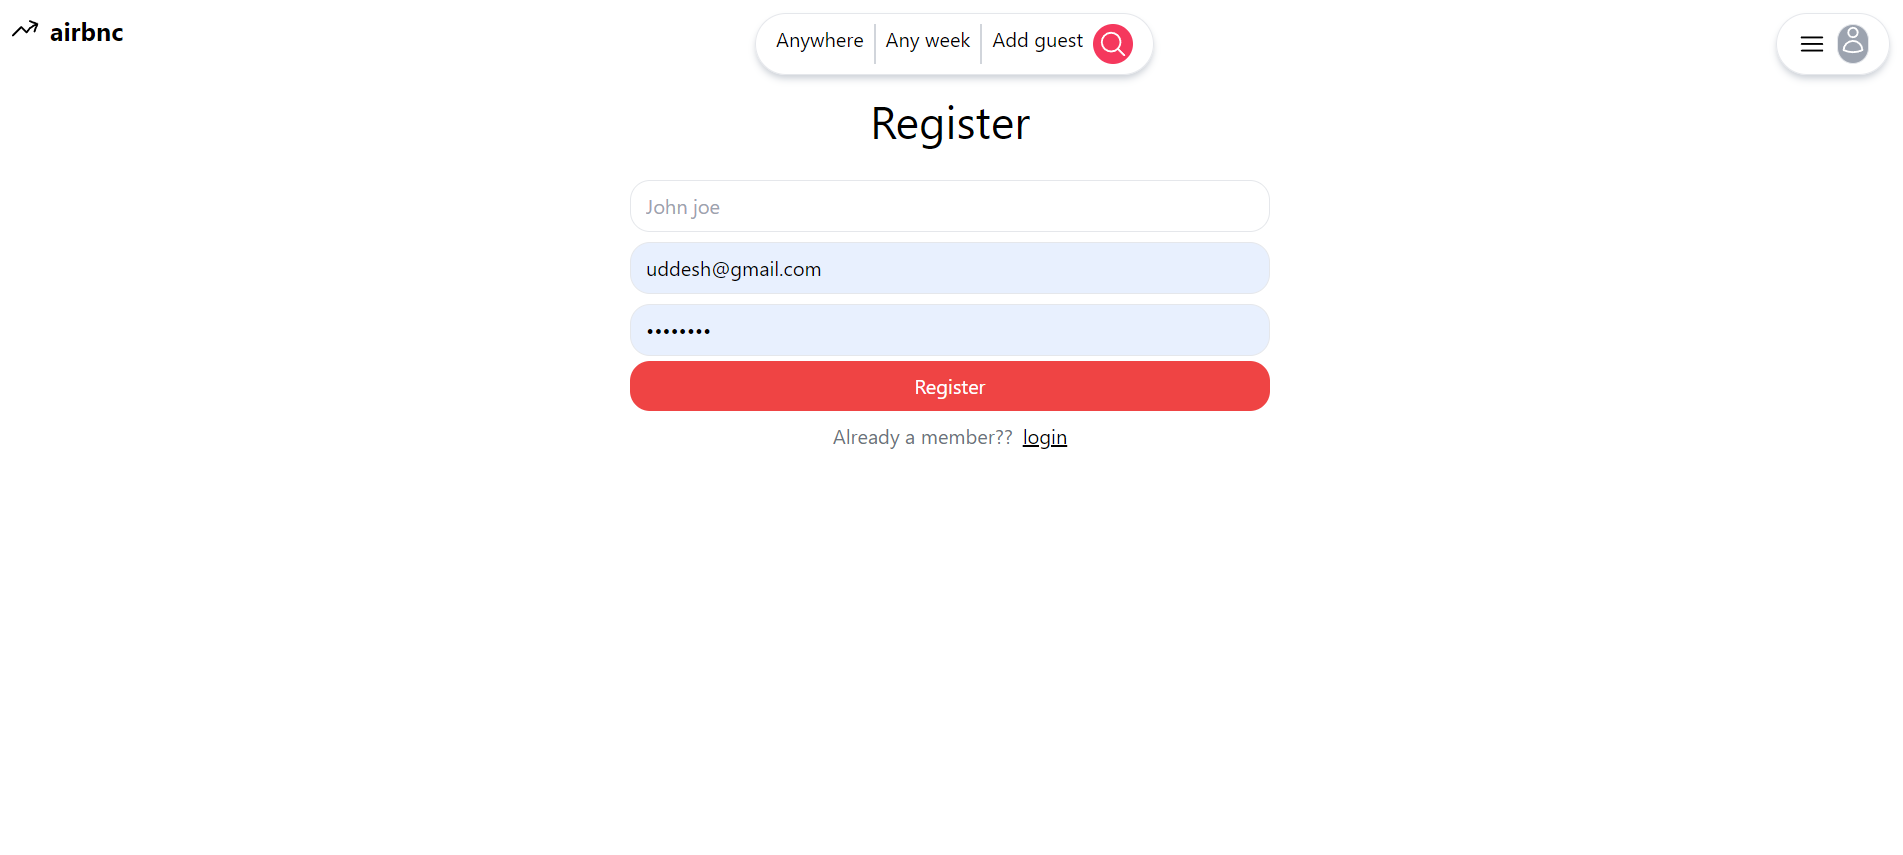 airbnc
Anywhere Any week Add guest
Register
John joe
uddesh@gmail.com
••••••••
Register
Already a member?? login